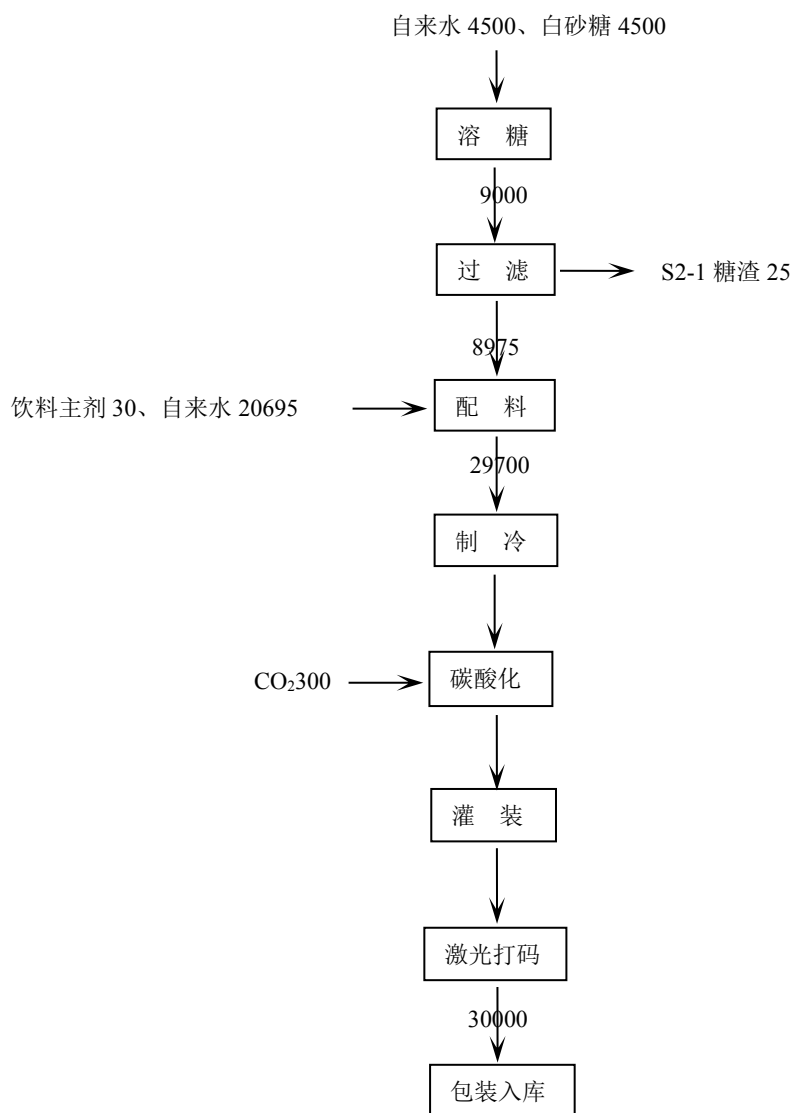 自来水 4500、白砂糖 4500
溶 糖
9000
过 滤
S2-1 糖渣 25
8975
饮料主剂 30、自来水 20695
配 料
29700
制 冷
CO₂300
碳酸化
灌 装
激光打码
30000
包装入库